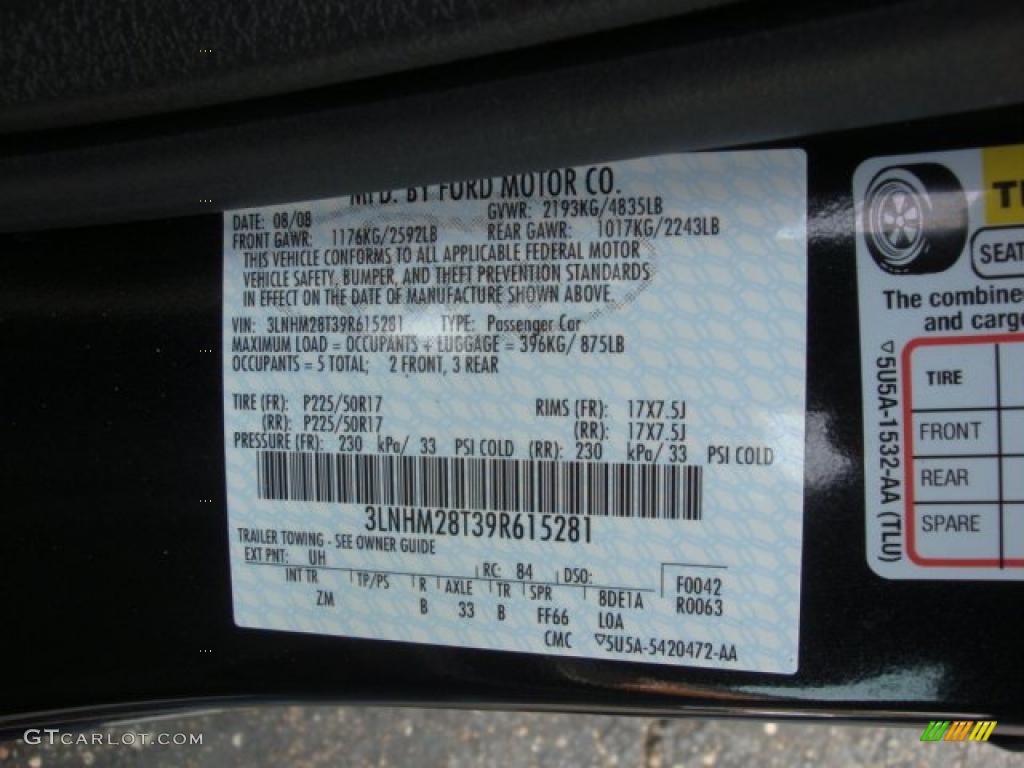 MFD. BY FORD MOTOR CO.
DATE: 08/08 GVWR: 2193KG/4835LB
FRONT GAWR: 1176KG/2592LB REAR GAWR: 1017KG/2243LB
THIS VEHICLE CONFORMS TO ALL APPLICABLE FEDERAL MOTOR
VEHICLE SAFETY, BUMPER, AND THEFT PREVENTION STANDARDS
IN EFFECT ON THE DATE OF MANUFACTURE SHOWN ABOVE.
VIN: 3LNHM28T39R615281 TYPE: Passenger Car
MAXIMUM LOAD = OCCUPANTS + LUGGAGE = 396KG/ 875LB
OCCUPANTS = 5 TOTAL; 2 FRONT, 3 REAR
TIRE (FR): P225/50R17 RIMS (FR): 17X7.5J
(RR): P225/50R17 (RR): 17X7.5J
PRESSURE (FR): 230 kPa/ 33 PSI COLD (RR): 230 kPa/ 33 PSI COLD
3LNHM28T39R615281
TRAILER TOWING - SEE OWNER GUIDE
EXT PNT: UH RC: 84 DSO: F0042
INT TR TP/PS R AXLE TR SPR 8DE1A R0063
ZM B 33 B FF66 LOA
CMC 5U5A-5420472-AA
SEAT
The combine
and cargo
TIRE
FRONT
REAR
SPARE
5U5A-1532-AA (TLU)
GTCARLOT.COM